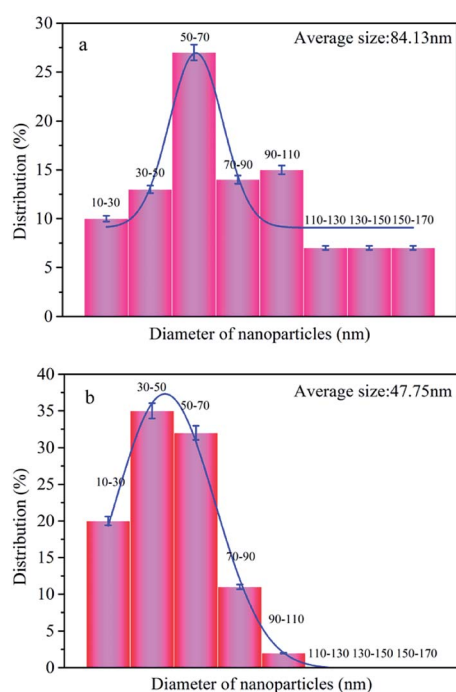 a
Average size:84.13nm
30
25
20
15
10
5
0
Distribution (%)
10-30
30-50
50-70
70-90
90-110
110-130 130-150 150-170
Diameter of nanoparticles (nm)
b
Average size:47.75nm
40
35
30
25
20
15
10
5
0
Distribution (%)
10-30
30-50
50-70
70-90
90-110
110-130 130-150 150-170
Diameter of nanoparticles (nm)